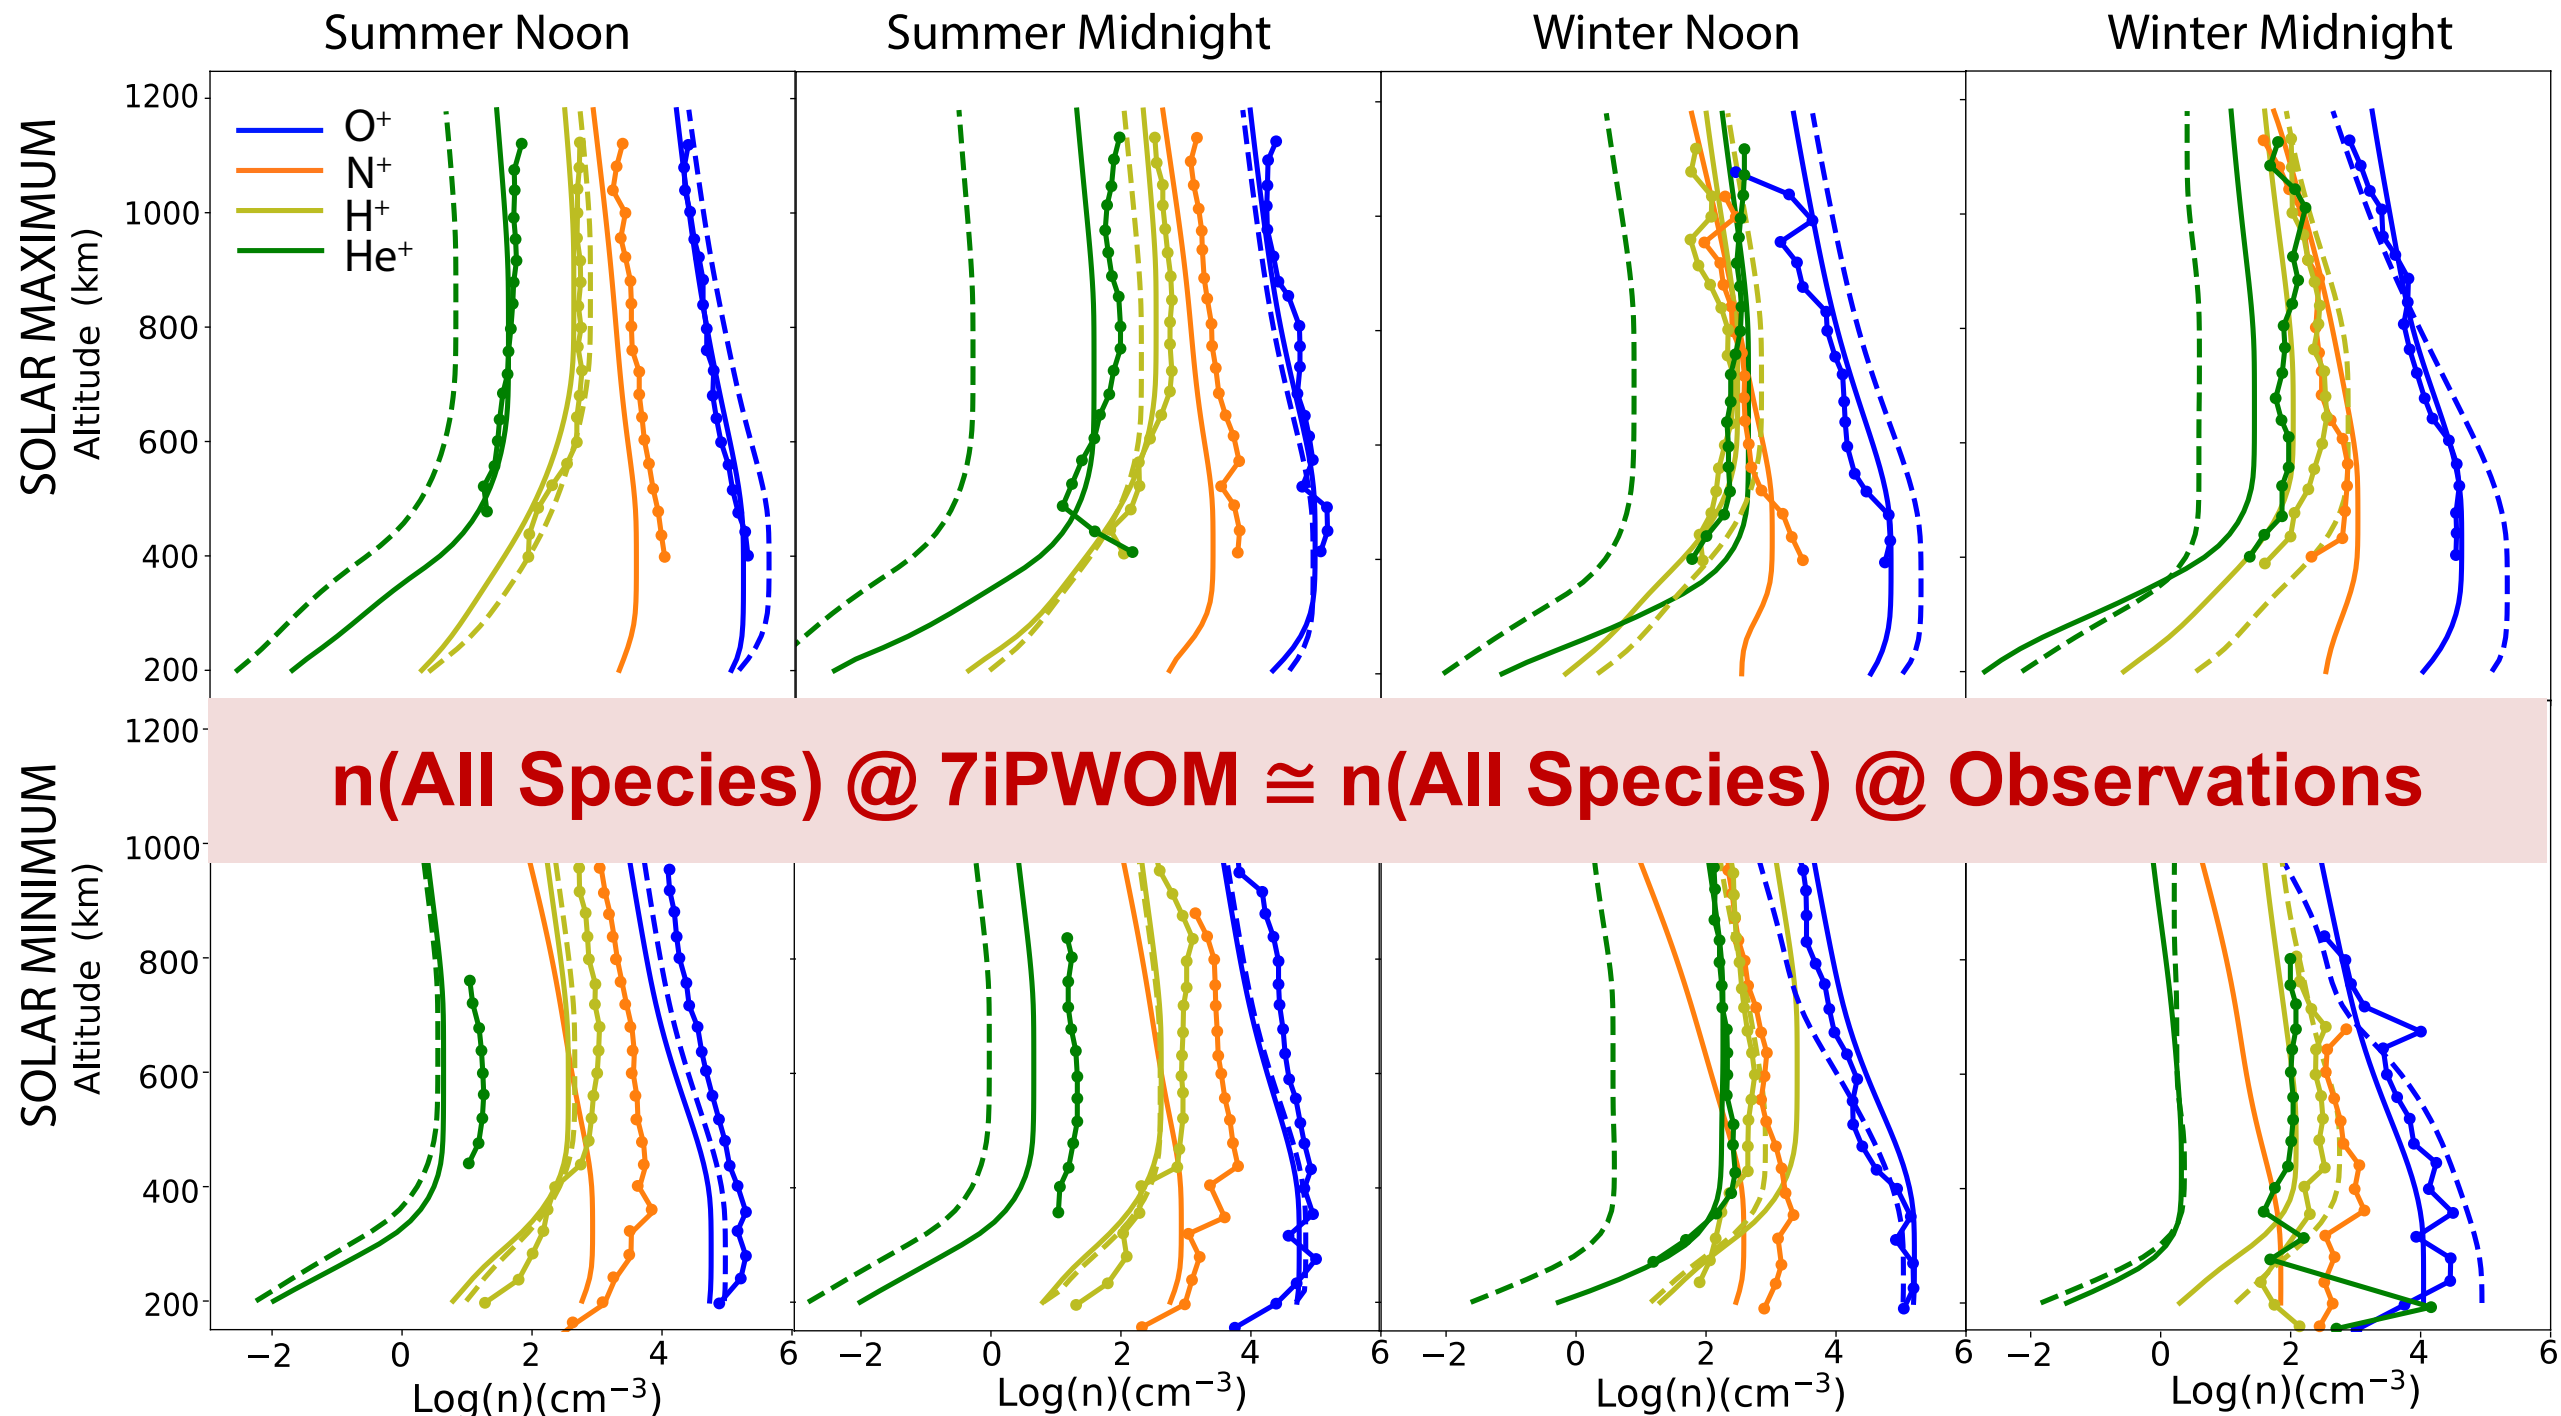 Summer Noon Summer Midnight Winter Noon Winter Midnight
SOLAR MAXIMUM
Altitude (km)
1200
1000
800
600
400
200
O⁺
N⁺
H⁺
He⁺
n(All Species) @ 7iPWOM ≅ n(All Species) @ Observations
SOLAR MINIMUM
Altitude (km)
1200
1000
800
600
400
200
−2 0 2 4 6 −2 0 2 4 6 −2 0 2 4 6 −2 0 2 4 6
Log(n)(cm⁻³) Log(n)(cm⁻³) Log(n)(cm⁻³) Log(n)(cm⁻³)